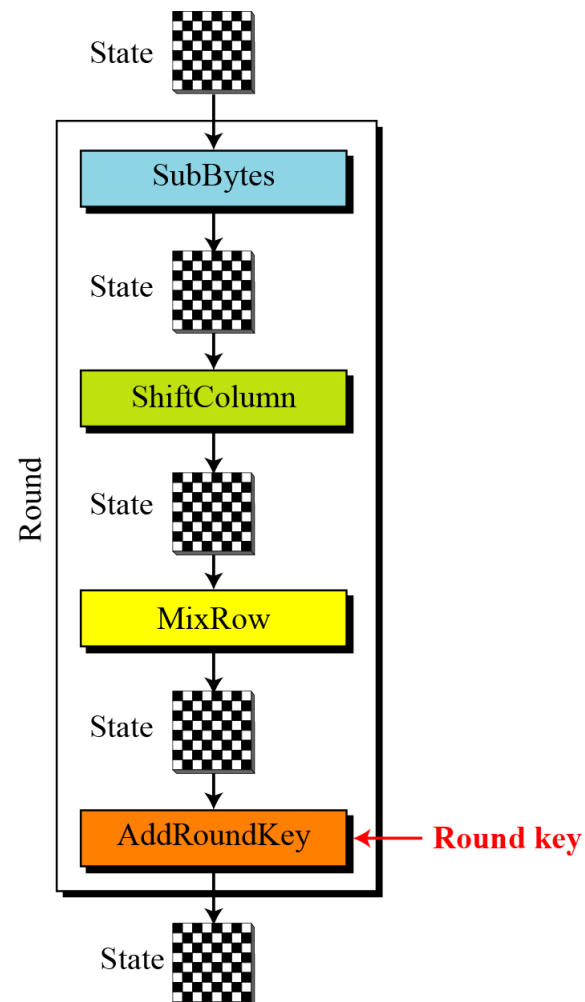 State
SubBytes
State
ShiftColumn
Round
State
MixRow
State
AddRoundKey
Round key
State